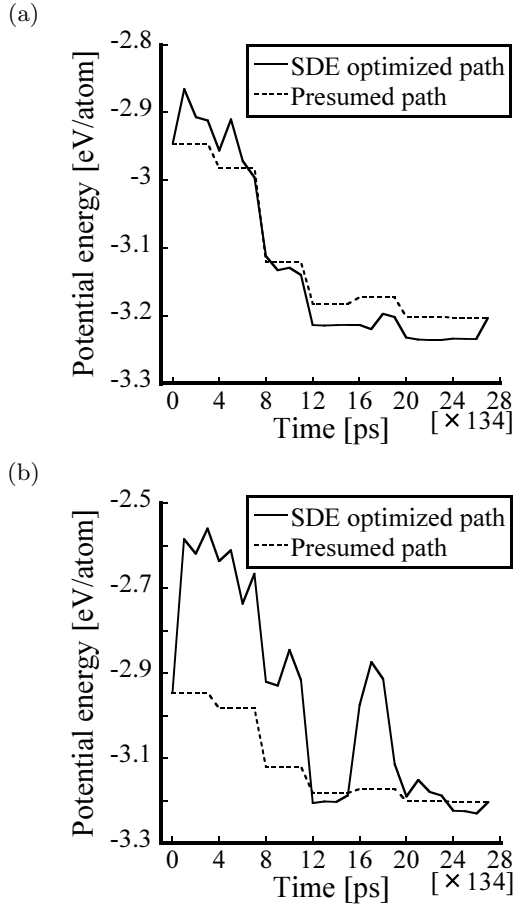 (a)
-2.8
SDE optimized path
Presumed path
-2.9
-3
-3.1
-3.2
-3.3
Potential energy [eV/atom]
0 4 8 12 16 20 24 28
Time [ps] [×134]
(b)
-2.5
SDE optimized path
Presumed path
-2.7
-2.9
-3.1
-3.3
Potential energy [eV/atom]
0 4 8 12 16 20 24 28
Time [ps] [×134]